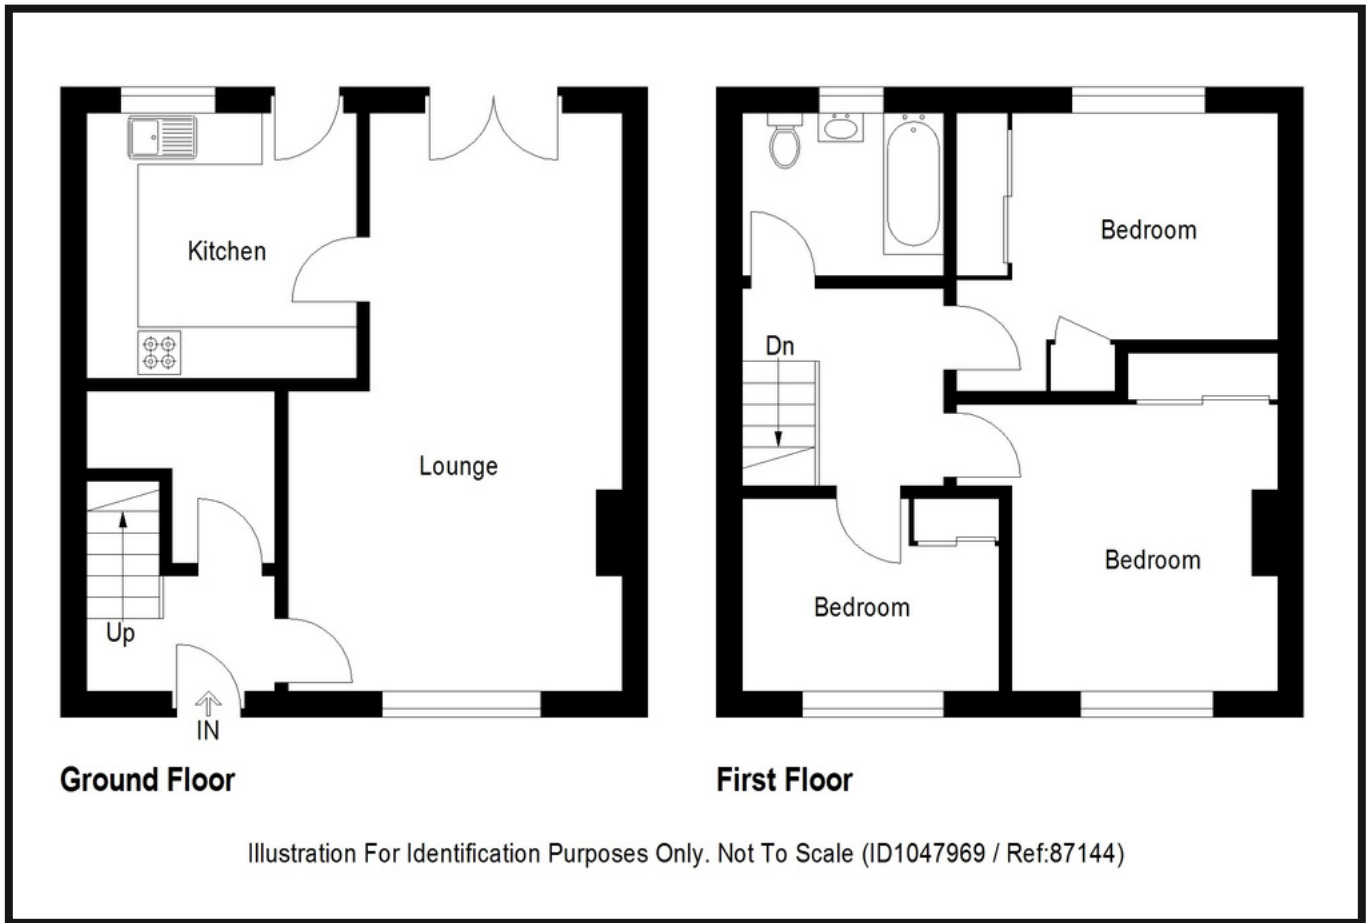 Kitchen
Lounge
Up
IN
Ground Floor
Bedroom
Dn
Bedroom
Bedroom
First Floor
Illustration For Identification Purposes Only. Not To Scale (ID1047969 / Ref:87144)